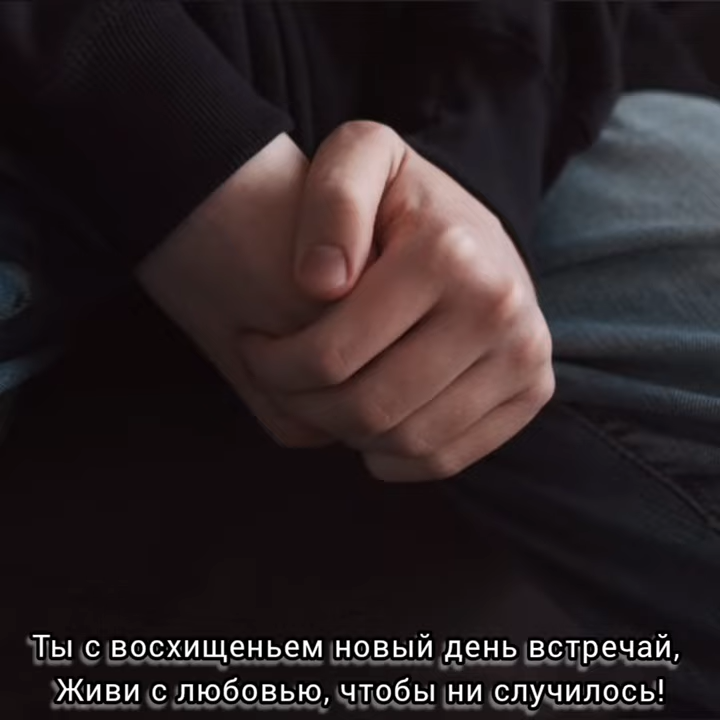 Ты с восхищеньем новый день встречай,
Живи с любовью, чтобы ни случилось!